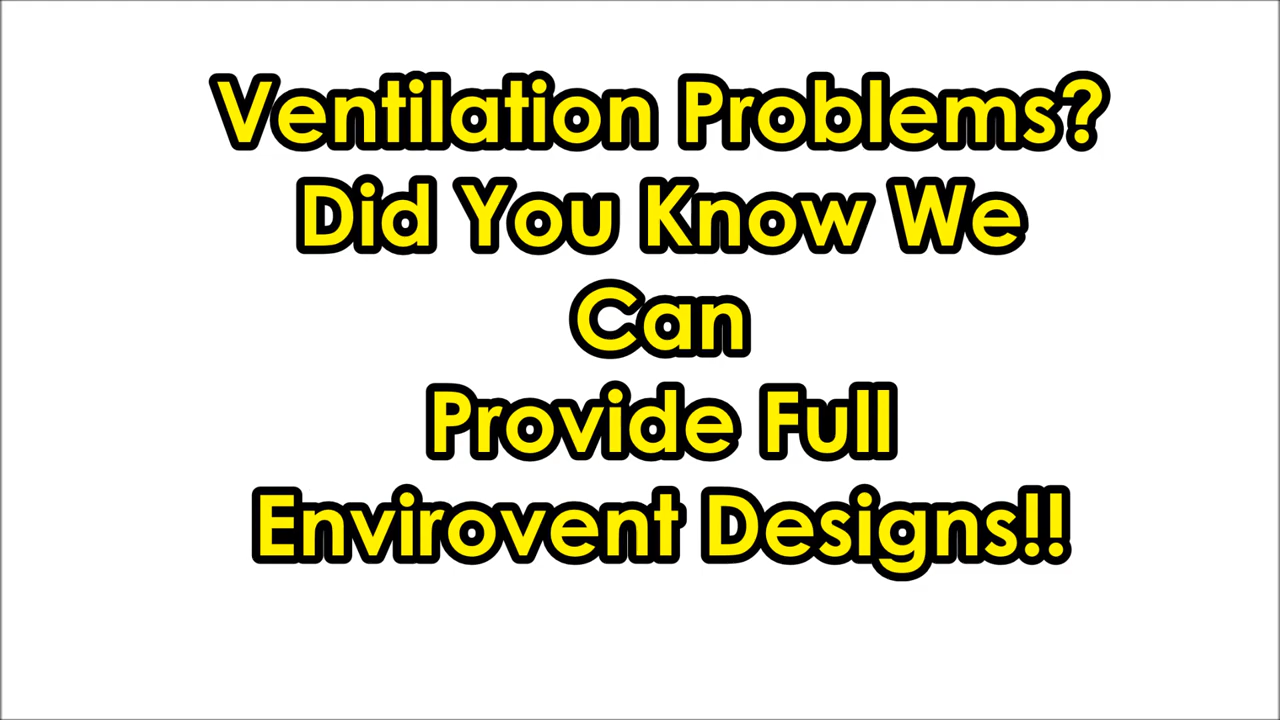 Ventilation Problems?
Did You Know We
Can
Provide Full
Envirovent Designs!!